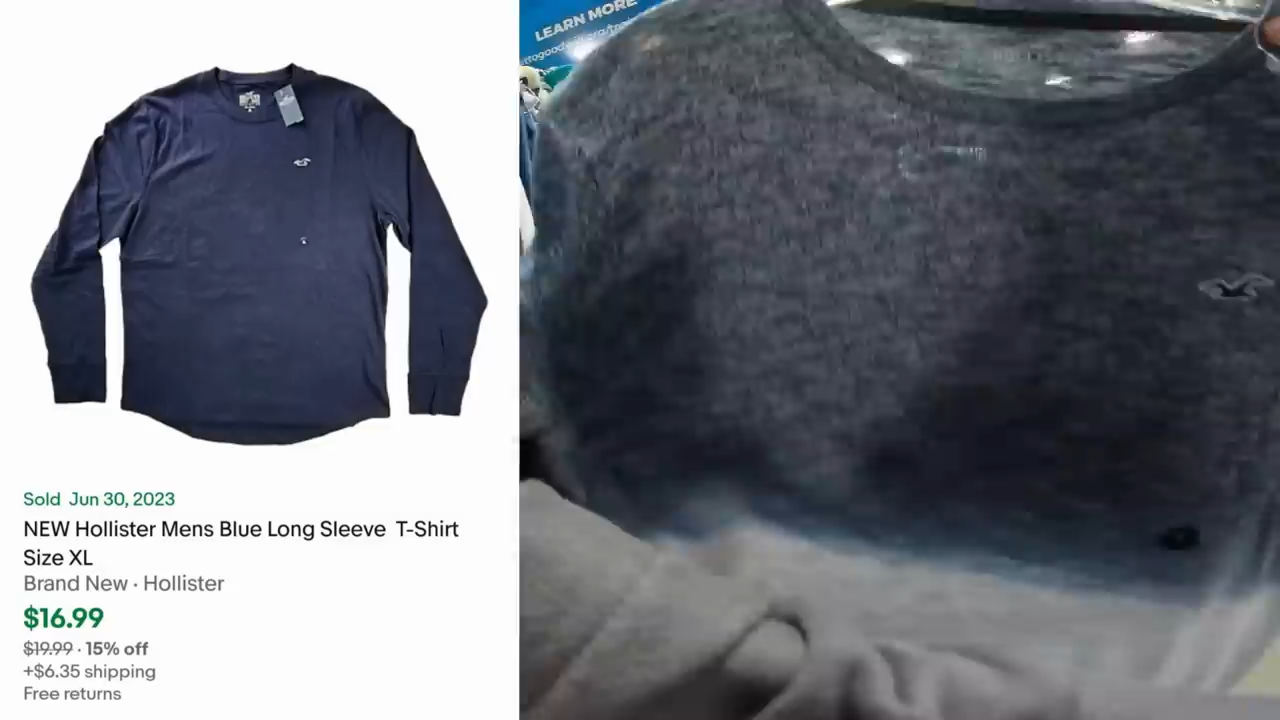 Sold Jun 30, 2023
NEW Hollister Mens Blue Long Sleeve T-Shirt
Size XL
Brand New · Hollister
$16.99
$19.99 · 15% off
+$6.35 shipping
Free returns
LEARN MORE